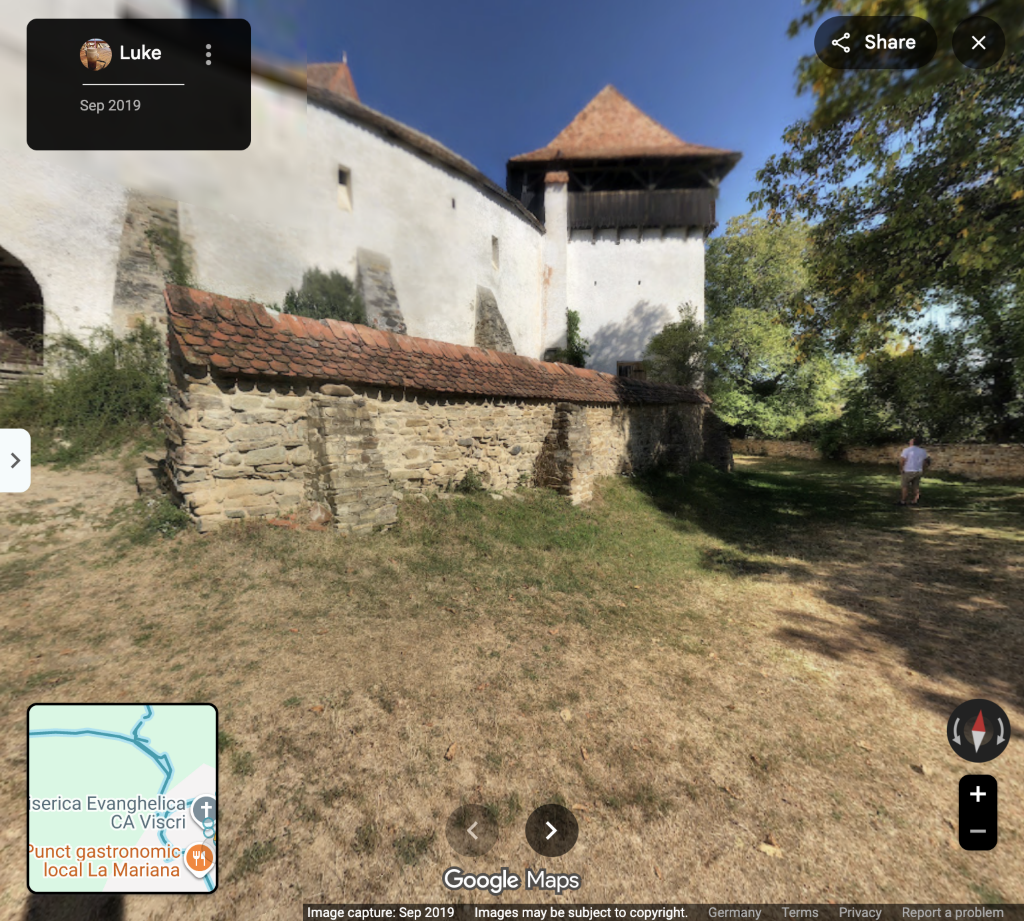 Luke
Sep 2019
Share
iserica Evanghelica
CA Viscri
Punct gastronomic
local La Mariana
Google Maps
Image capture: Sep 2019 Images may be subject to copyright. Germany Terms Privacy Report a problem